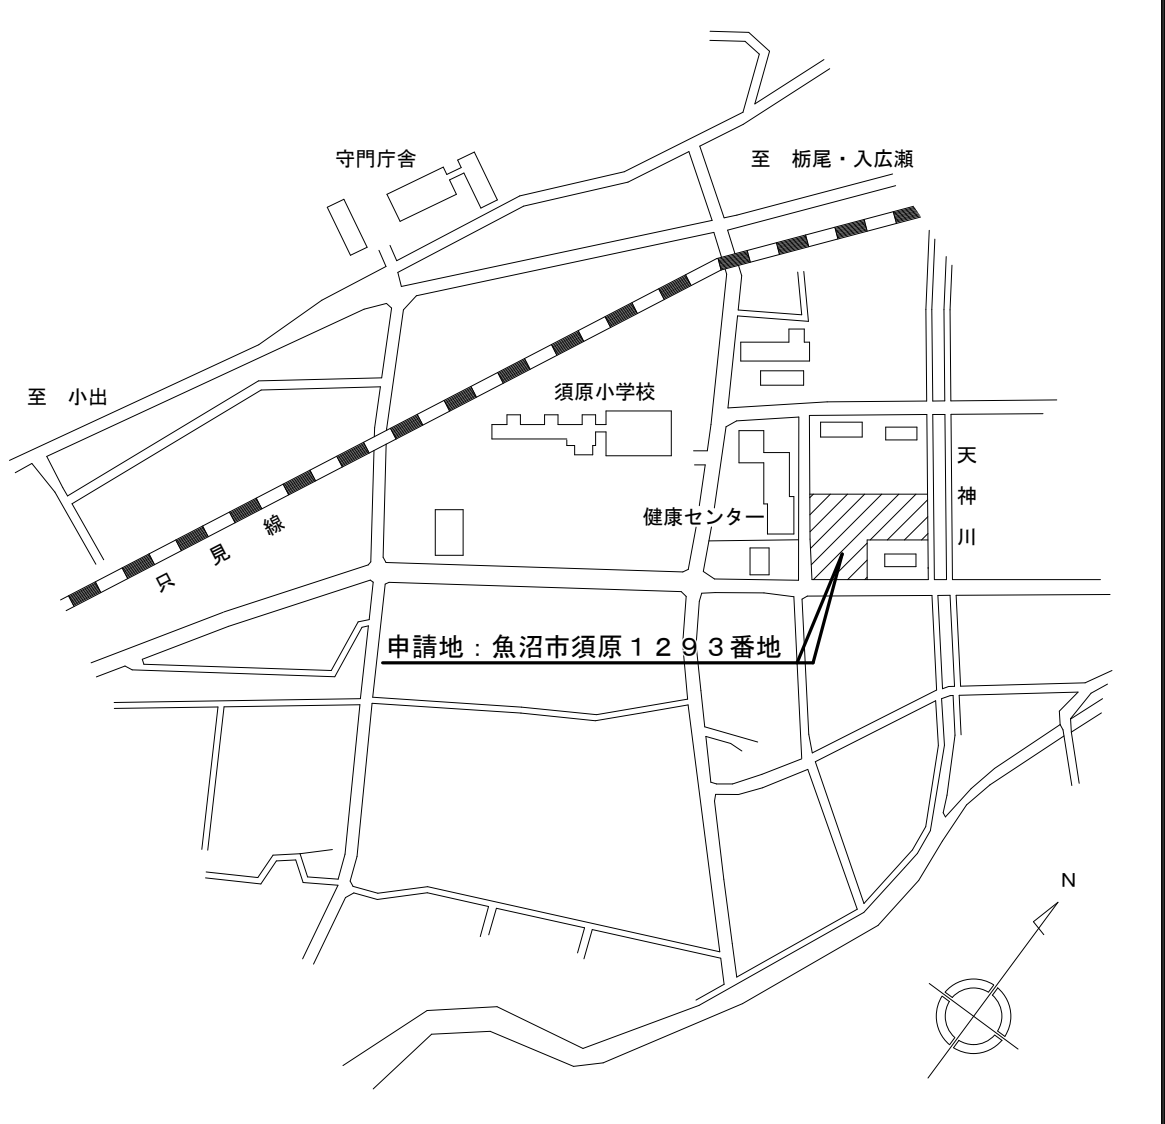 守門庁舎
至　栃尾・入広瀬
至　小出
須原小学校
天神川
健康センター
只見線
申請地：魚沼市須原１２９３番地
N